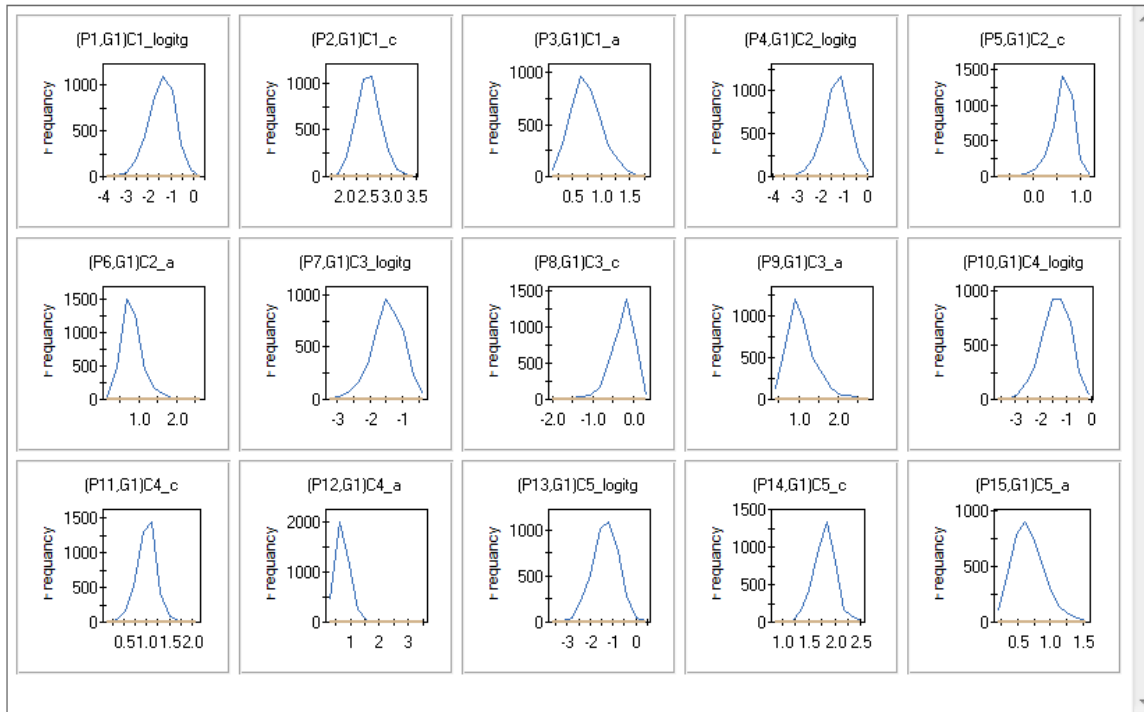 (P1,G1)C1_logitg
Frequancy
1000
500
0
-4 -3 -2 -1 0
(P2,G1)C1_c
Frequancy
1000
500
0
2.0 2.5 3.0 3.5
(P3,G1)C1_a
Frequancy
1000
500
0
0.5 1.0 1.5
(P4,G1)C2_logitg
Frequancy
1000
500
0
-4 -3 -2 -1 0
(P5,G1)C2_c
Frequancy
1500
1000
500
0
0.0 1.0
(P6,G1)C2_a
Frequancy
1500
1000
500
0
1.0 2.0
(P7,G1)C3_logitg
Frequancy
1000
500
0
-3 -2 -1
(P8,G1)C3_c
Frequancy
1500
1000
500
0
-2.0 -1.0 0.0
(P9,G1)C3_a
Frequancy
1000
500
0
1.0 2.0
(P10,G1)C4_logitg
Frequancy
1000
500
0
-3 -2 -1 0
(P11,G1)C4_c
Frequancy
1500
1000
500
0
0.5 1.0 1.5 2.0
(P12,G1)C4_a
Frequancy
2000
1000
0
1 2 3
(P13,G1)C5_logitg
Frequancy
1000
500
0
-3 -2 -1 0
(P14,G1)C5_c
Frequancy
1500
1000
500
0
1.0 1.5 2.0 2.5
(P15,G1)C5_a
Frequancy
1000
500
0
0.5 1.0 1.5